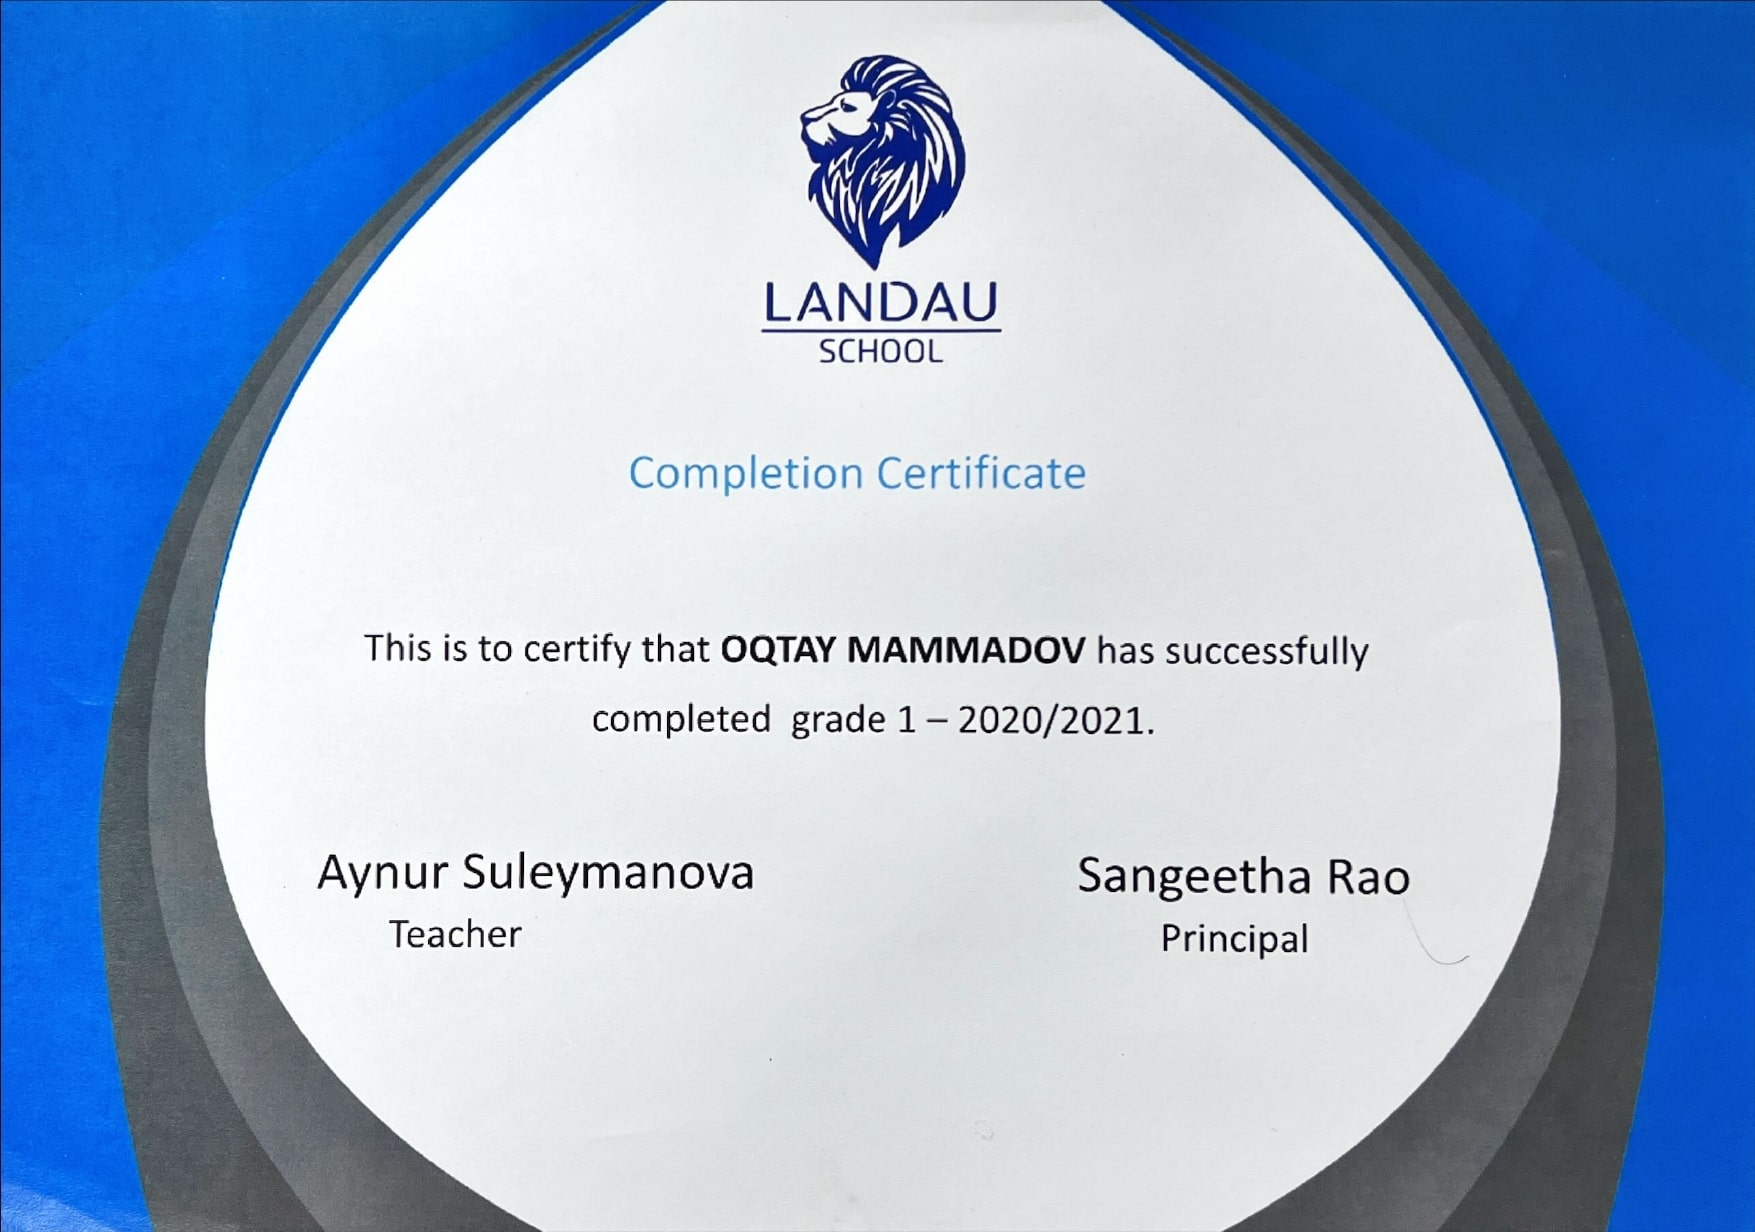 LANDAU
SCHOOL
Completion Certificate
This is to certify that OQTAY MAMMADOV has successfully
completed grade 1 – 2020/2021.
Aynur Suleymanova
Sangeetha Rao
Teacher
Principal